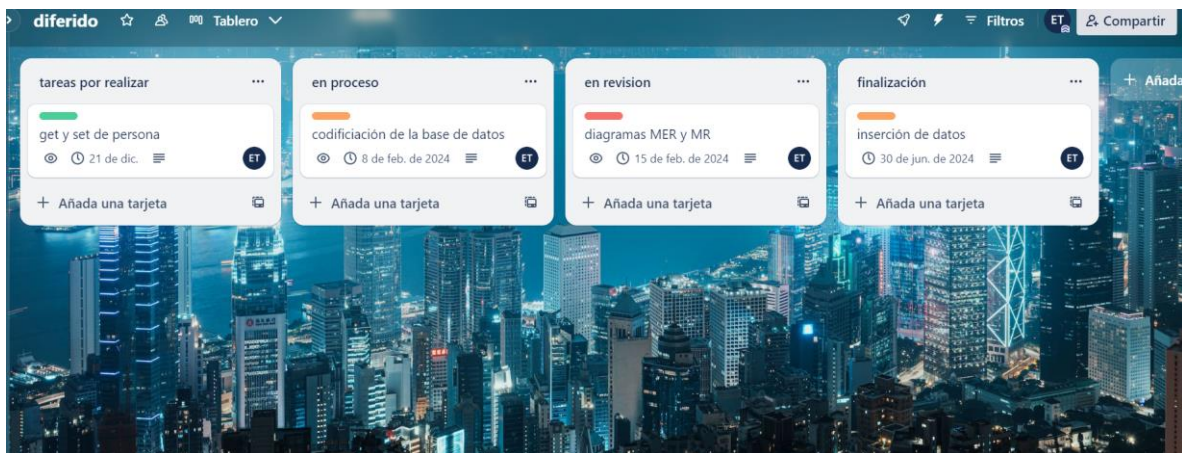 diferido Tablero Filtros ET Compartir
tareas por realizar
get y set de persona
21 de dic. ET
+ Añada una tarjeta
en proceso
codificiación de la base de datos
8 de feb. de 2024 ET
+ Añada una tarjeta
en revision
diagramas MER y MR
15 de feb. de 2024 ET
+ Añada una tarjeta
finalización
inserción de datos
30 de jun. de 2024 ET
+ Añada una tarjeta
+ Añada